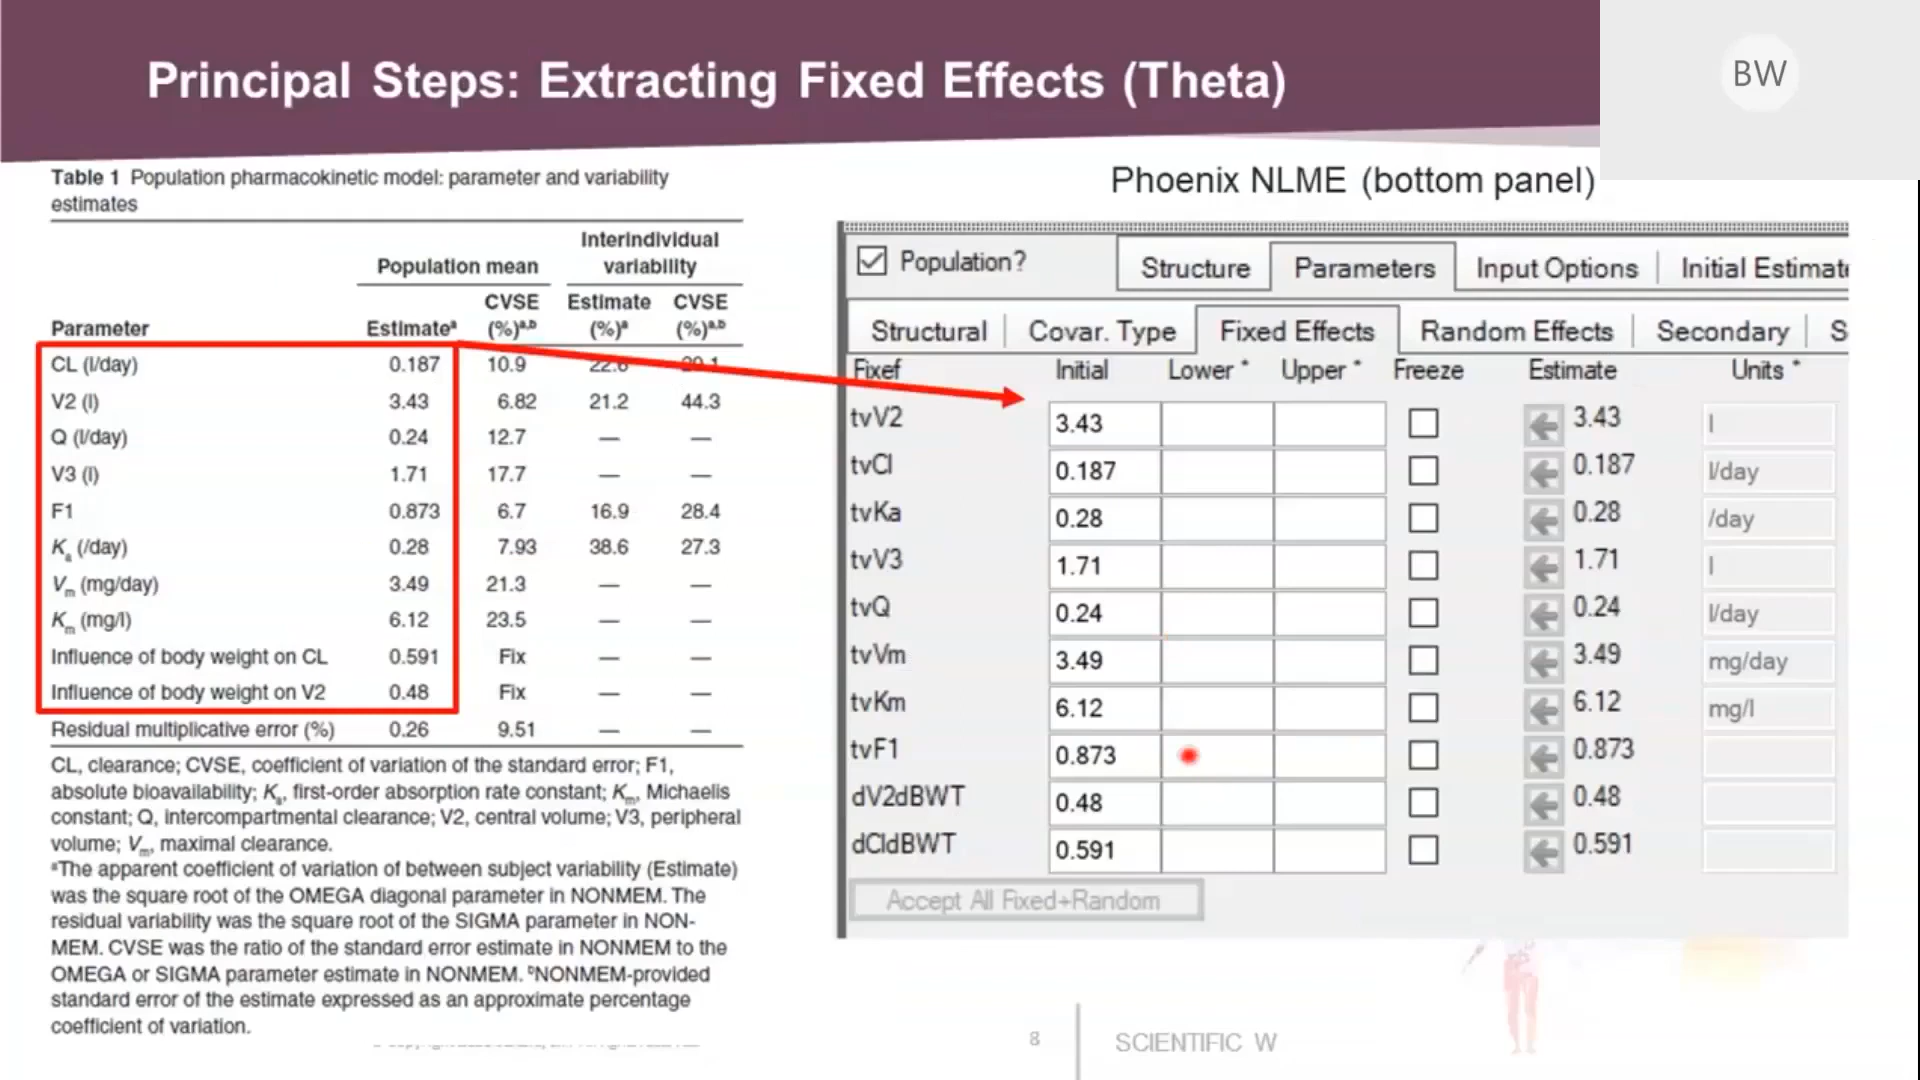 Principal Steps: Extracting Fixed Effects (Theta)
BW
Table 1 Population pharmacokinetic model: parameter and variability
estimates
Population mean
Interindividual
variability
Parameter Estimateᵃ CVSE (%)ᵃ,ᵇ Estimate (%)ᵃ CVSE (%)ᵃ,ᵇ
CL (l/day) 0.187 10.9 22.6 29.1
V2 (l) 3.43 6.82 21.2 44.3
Q (l/day) 0.24 12.7 — —
V3 (l) 1.71 17.7 — —
F1 0.873 6.7 16.9 28.4
Kₐ (/day) 0.28 7.93 38.6 27.3
Vₘ (mg/day) 3.49 21.3 — —
Kₘ (mg/l) 6.12 23.5 — —
Influence of body weight on CL 0.591 Fix — —
Influence of body weight on V2 0.48 Fix — —
Residual multiplicative error (%) 0.26 9.51 — —
CL, clearance; CVSE, coefficient of variation of the standard error; F1,
absolute bioavailability; Kₐ, first-order absorption rate constant; Kₘ, Michaelis
constant; Q, intercompartmental clearance; V2, central volume; V3, peripheral
volume; Vₘ, maximal clearance.
ᵃThe apparent coefficient of variation of between subject variability (Estimate)
was the square root of the OMEGA diagonal parameter in NONMEM. The
residual variability was the square root of the SIGMA parameter in NON-
MEM. CVSE was the ratio of the standard error estimate in NONMEM to the
OMEGA or SIGMA parameter estimate in NONMEM. ᵇNONMEM-provided
standard error of the estimate expressed as an approximate percentage
coefficient of variation.
Phoenix NLME (bottom panel)
Population? Structure Parameters Input Options Initial Estimate
Structural Covar. Type Fixed Effects Random Effects Secondary S
Fixef Initial Lower * Upper * Freeze Estimate Units *
tvV2 3.43 3.43 l
tvCl 0.187 0.187 l/day
tvKa 0.28 0.28 /day
tvV3 1.71 1.71 l
tvQ 0.24 0.24 l/day
tvVm 3.49 3.49 mg/day
tvKm 6.12 6.12 mg/l
tvF1 0.873 0.873
dV2dBWT 0.48 0.48
dCldBWT 0.591 0.591
Accept All Fixed+Random
8
SCIENTIFIC W